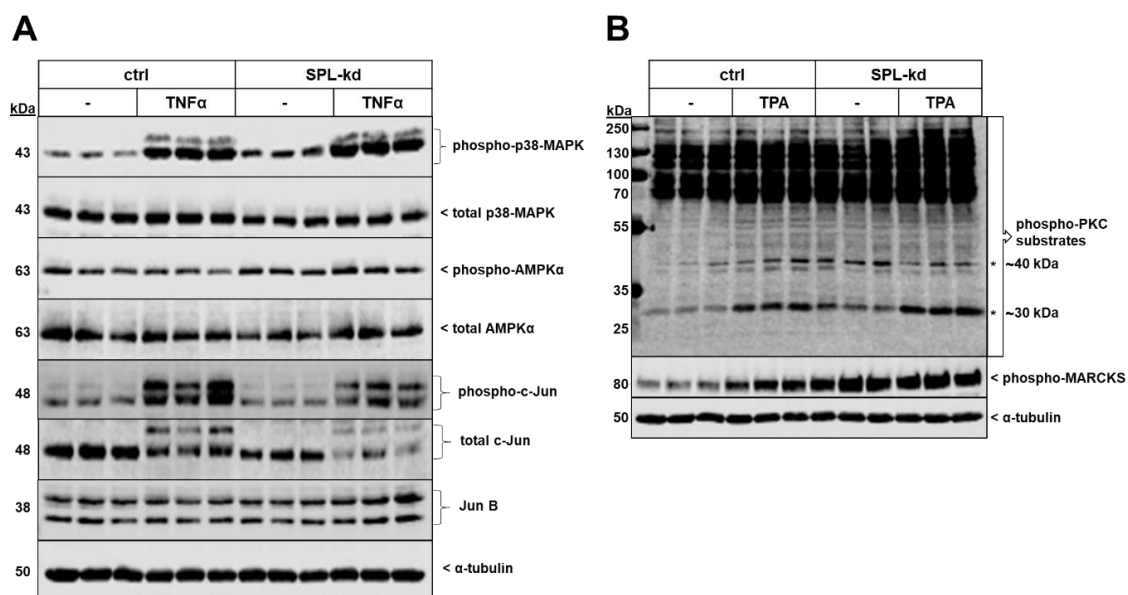 A
ctrl SPL-kd
- TNFα - TNFα
kDa
43 phospho-p38-MAPK
43 < total p38-MAPK
63 < phospho-AMPKα
63 < total AMPKα
48 phospho-c-Jun
48 total c-Jun
38 Jun B
50 < α-tubulin
B
ctrl SPL-kd
- TPA - TPA
kDa
250
130
100
70
55
phospho-PKC
substrates
* ~40 kDa
35
* ~30 kDa
25
80 < phospho-MARCKS
50 < α-tubulin